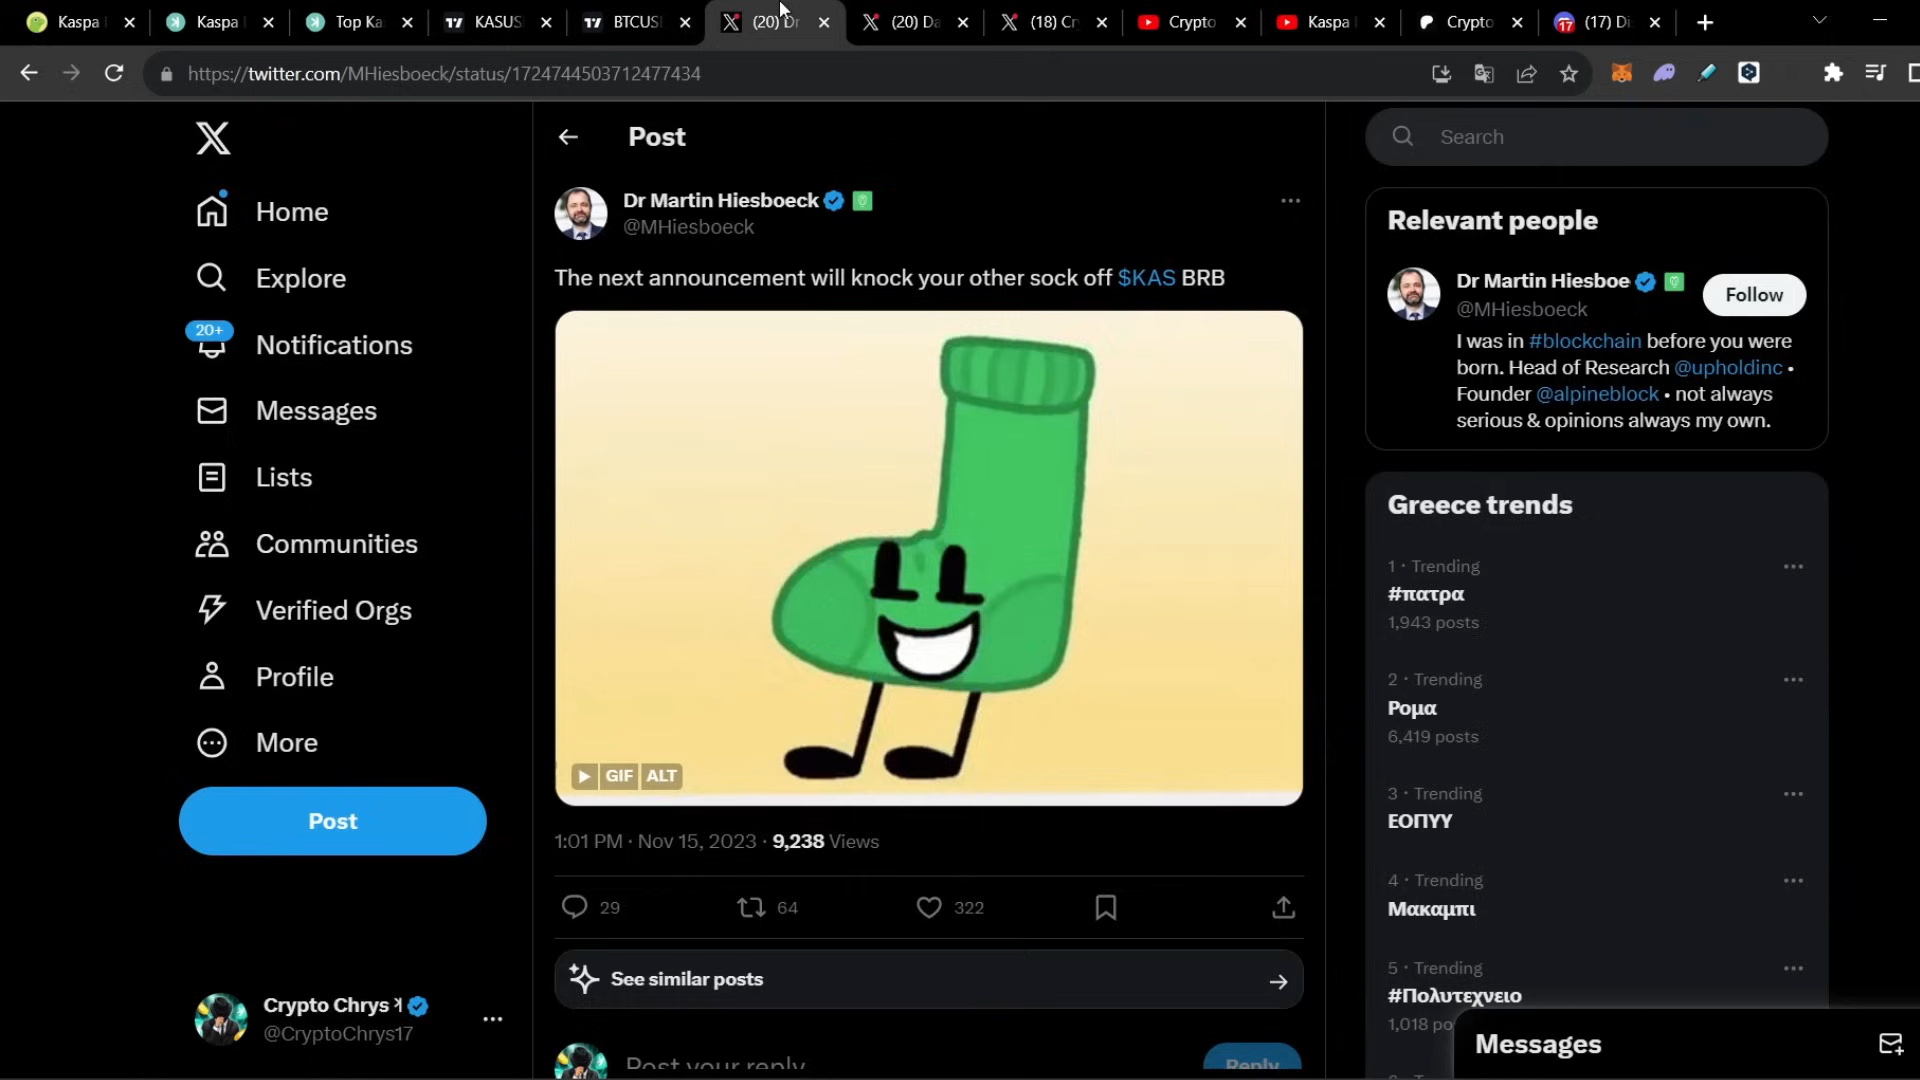 Kaspa
Kaspa
Top Ka
KASUS
BTCUSI
(20) Dr
(20) Da
(18) Cr
Crypto
Kaspa
Crypto
17
(17) Di
https://twitter.com/MHiesboeck/status/1724744503712477434
Home
Explore
20+
Notifications
Messages
Lists
Communities
Verified Orgs
Profile
More
Post
Crypto Chrys
@CryptoChrys17
Post
Dr Martin Hiesboeck
@MHiesboeck
The next announcement will knock your other sock off $KAS BRB
GIF ALT
1:01 PM · Nov 15, 2023 · 9,238 Views
29
64
322
See similar posts
Post your reply
Reply
Search
Relevant people
Dr Martin Hiesboe
@MHiesboeck
Follow
I was in #blockchain before you were
born. Head of Research @upholdinc •
Founder @alpineblock • not always
serious & opinions always my own.
Greece trends
1 · Trending
#πατρα
1,943 posts
2 · Trending
Ρομα
6,419 posts
3 · Trending
ΕΟΠΥΥ
4 · Trending
Μακαμπι
5 · Trending
#Πολυτεχνειο
1,018 po
Messages